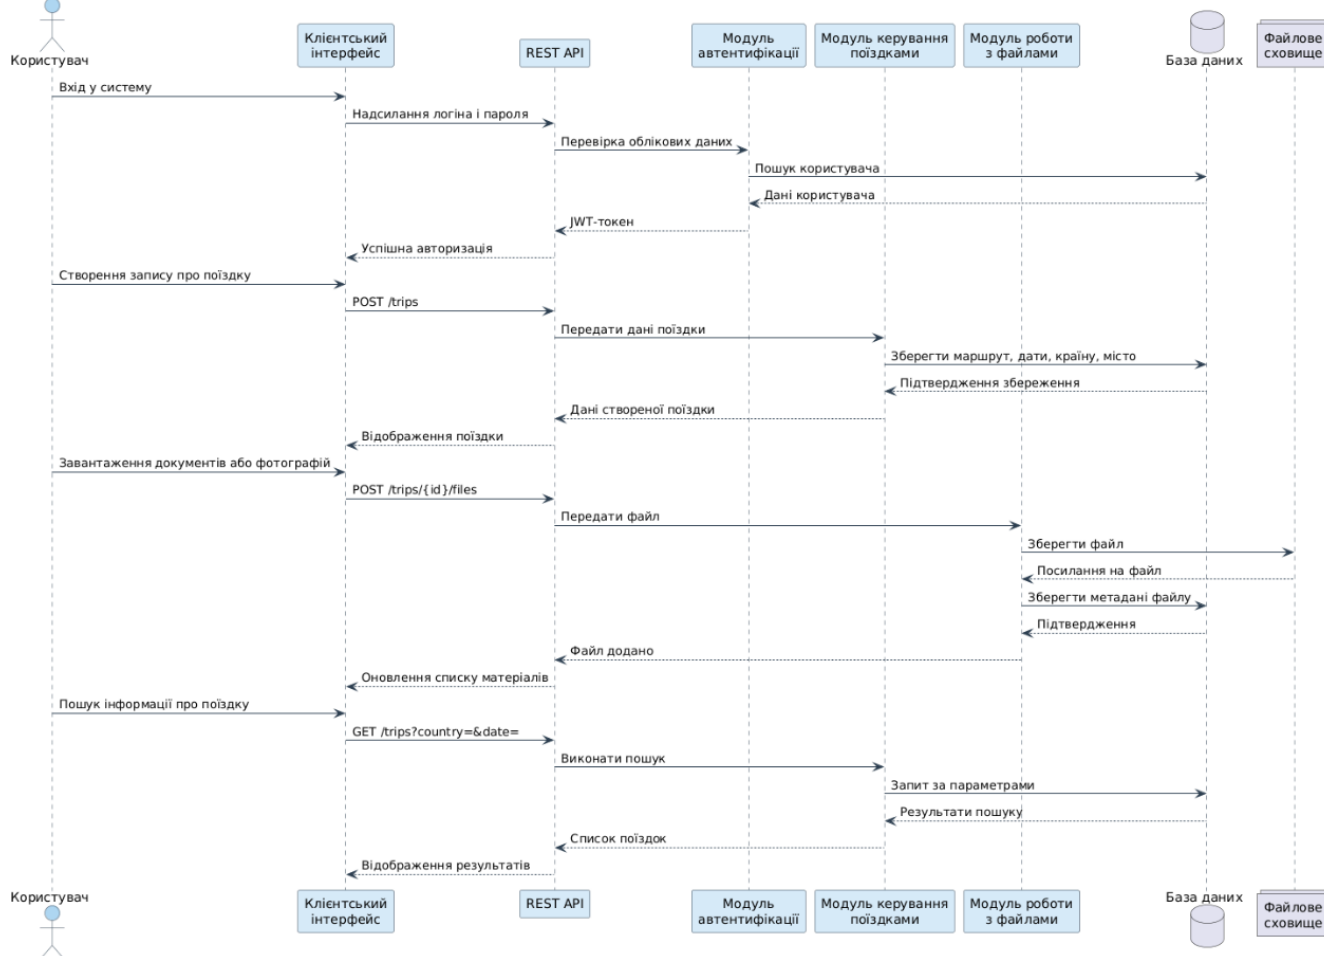 Користувач
Клієнтський
інтерфейс
REST API
Модуль
автентифікації
Модуль керування
поїздками
Модуль роботи
з файлами
База даних
Файлове
сховище
Вхід у систему
Надсилання логіна і пароля
Перевірка облікових даних
Пошук користувача
Дані користувача
JWT-токен
Успішна авторизація
Створення запису про поїздку
POST /trips
Передати дані поїздки
Зберегти маршрут, дати, країну, місто
Підтвердження збереження
Дані створеної поїздки
Відображення поїздки
Завантаження документів або фотографій
POST /trips/{id}/files
Передати файл
Зберегти файл
Посилання на файл
Зберегти метадані файлу
Підтвердження
Файл додано
Оновлення списку матеріалів
Пошук інформації про поїздку
GET /trips?country=&date=
Виконати пошук
Запит за параметрами
Результати пошуку
Список поїздок
Відображення результатів
Користувач
Клієнтський
інтерфейс
REST API
Модуль
автентифікації
Модуль керування
поїздками
Модуль роботи
з файлами
База даних
Файлове
сховище